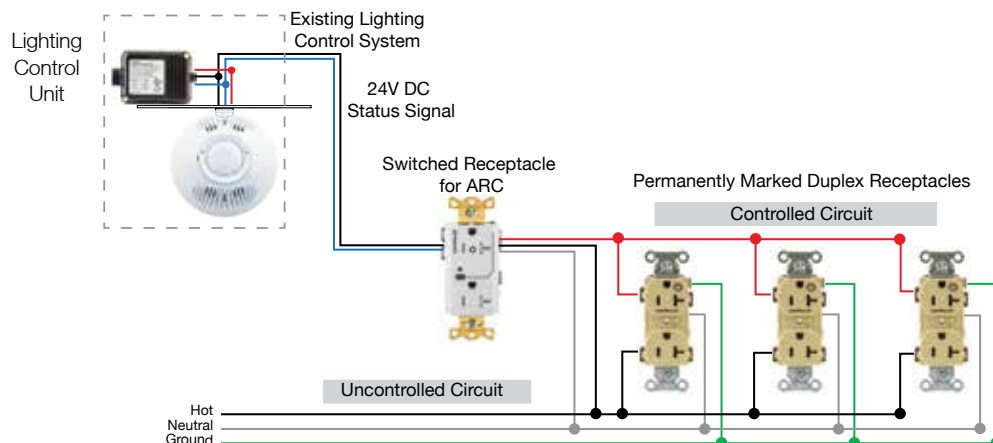 Lighting
Control
Unit
Existing Lighting
Control System
24V DC
Status Signal
Switched Receptacle
for ARC
Permanently Marked Duplex Receptacles
Controlled Circuit
Uncontrolled Circuit
Hot
Neutral
Ground